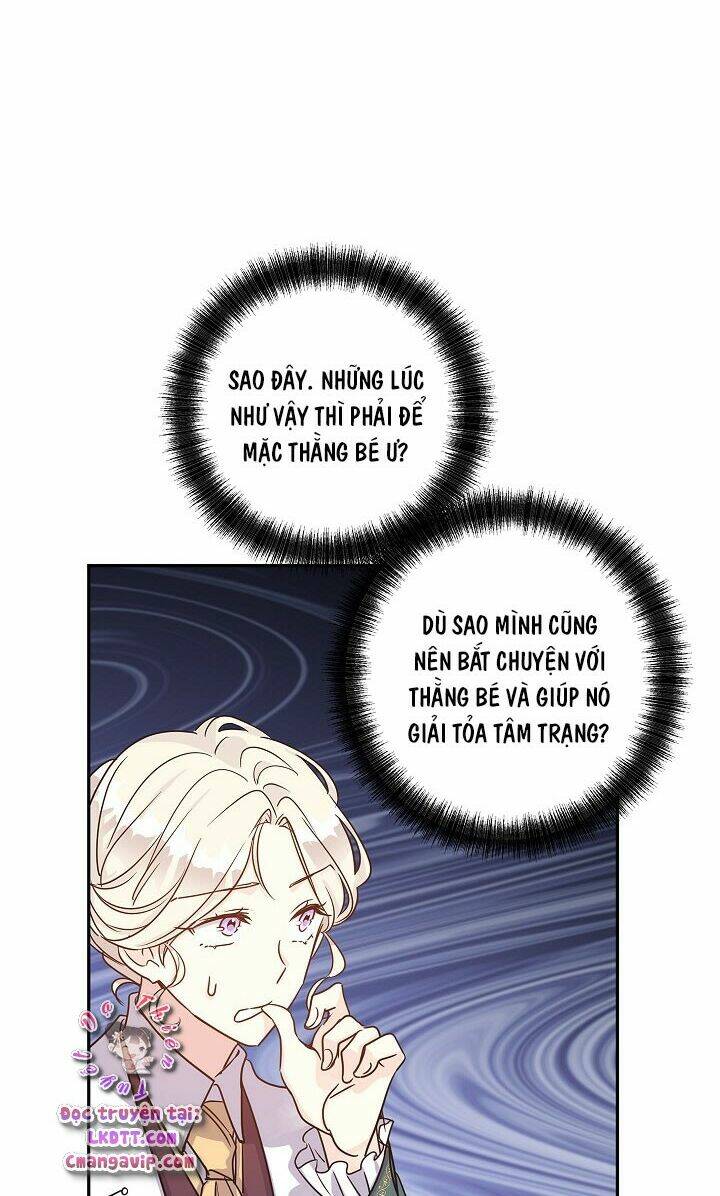 SAO ĐÂY. NHỮNG LÚC
NHƯ VẬY THÌ PHẢI ĐỂ
MẶC THẰNG BÉ Ư?
DÙ SAO MÌNH CŨNG
NÊN BẮT CHUYỆN VỚI
THẰNG BÉ VÀ GIÚP NÓ
GIẢI TỎA TÂM TRẠNG?
Đọc truyện tại:
LKDTT.com
Cmangavip.com